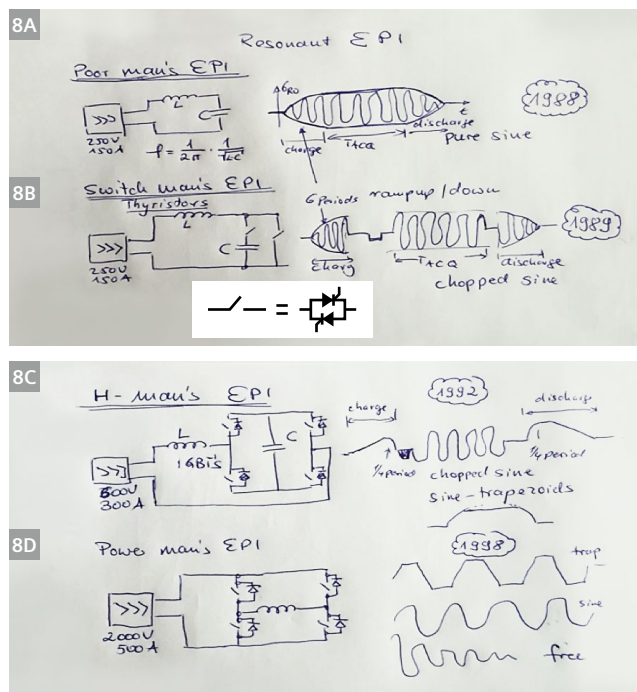 8A
Resonant EPI
Poor man's EPI
L
C
250V
150A
f = 1/2π · 1/√LC
GRO
t
charge
TACQ
discharge
pure sine
1988
8B
Switch man's EPI
Thyristors
L
C
250V
150A
6 Periods rampup/down
Charg
TACQ
discharge
chopped sine
1989
=
8C
H-man's EPI
L
IGBTs
C
600V
300A
1992
charge
discharge
1/4 period
1/4 period
chopped sine
sine-trapezoids
8D
Power man's EPI
2000V
500A
1998
trap
sine
free